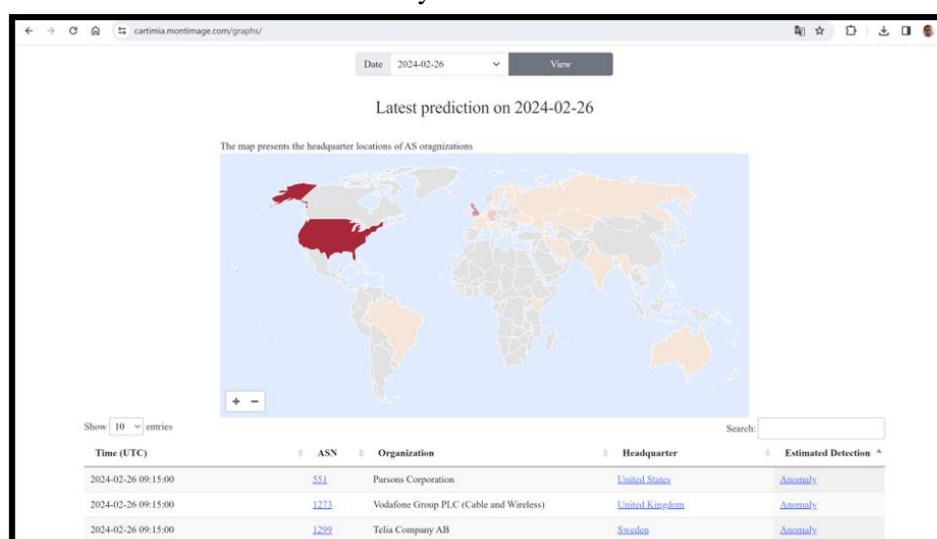 cartimia.montimage.com/graphs/
Date 2024-02-26 View
Latest prediction on 2024-02-26
The map presents the headquarter locations of AS oragnizations
+ −
Show 10 entries
Search:
Time (UTC) ASN Organization Headquarter Estimated Detection
2024-02-26 09:15:00 551 Parsons Corporation United States Anomaly
2024-02-26 09:15:00 1273 Vodafone Group PLC (Cable and Wireless) United Kingdom Anomaly
2024-02-26 09:15:00 1299 Telia Company AB Sweden Anomaly